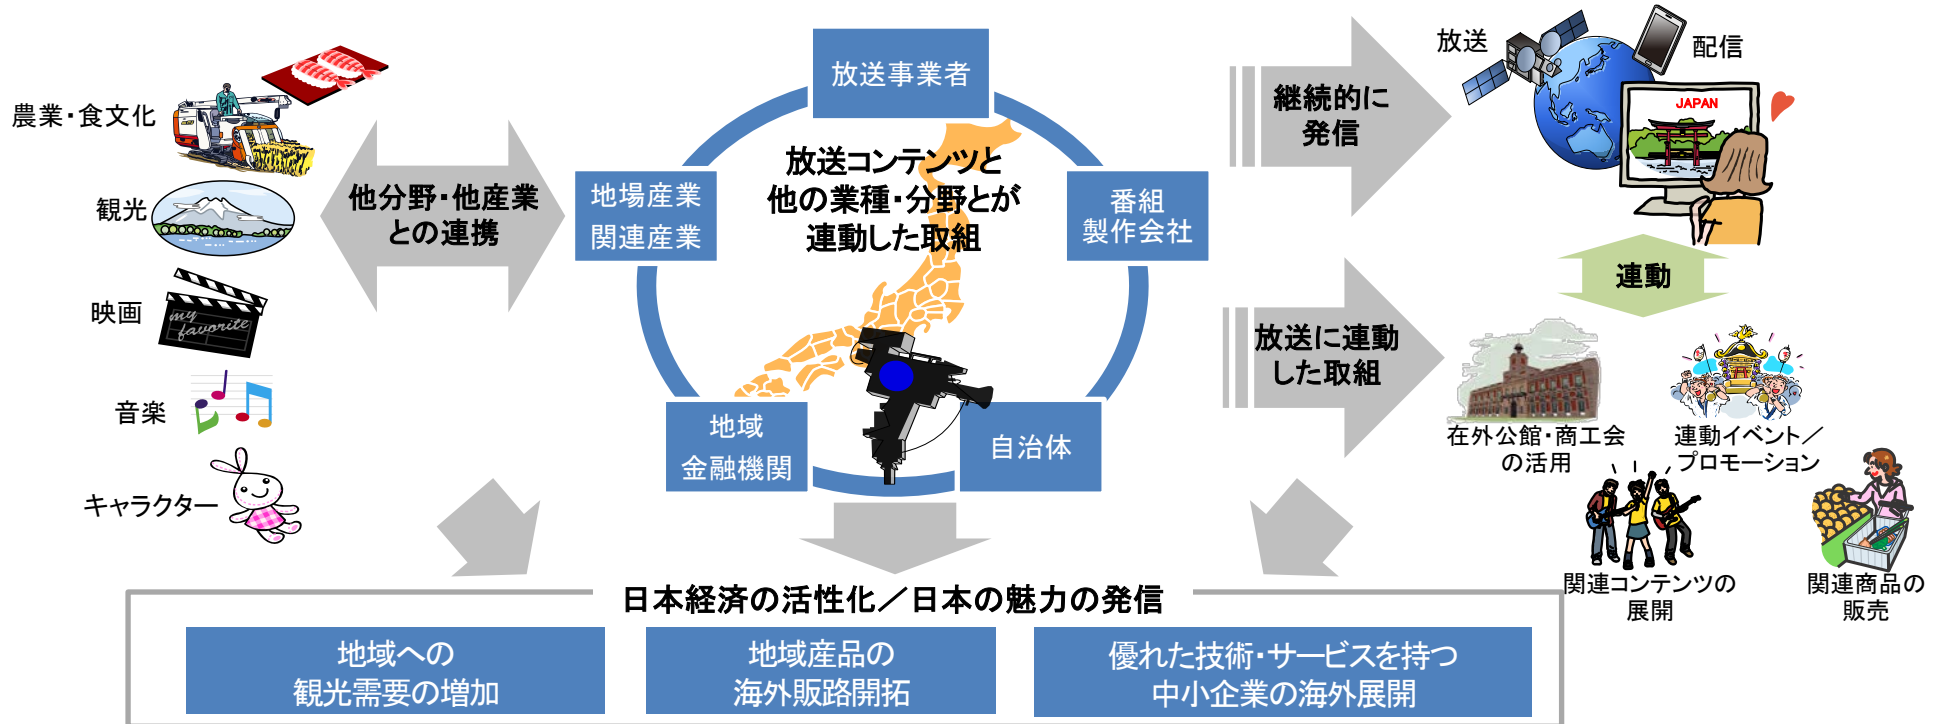 農業・食文化
観光
映画
my
favorite
音楽
キャラクター
他分野・他産業
との連携
放送事業者
地場産業
関連産業
番組
製作会社
地域
金融機関
自治体
放送コンテンツと
他の業種・分野とが
連動した取組
継続的に
発信
放送に連動
した取組
放送
配信
JAPAN
連動
在外公館・商工会
の活用
連動イベント／
プロモーション
関連コンテンツの
展開
関連商品の
販売
日本経済の活性化／日本の魅力の発信
地域への
観光需要の増加
地域産品の
海外販路開拓
優れた技術・サービスを持つ
中小企業の海外展開